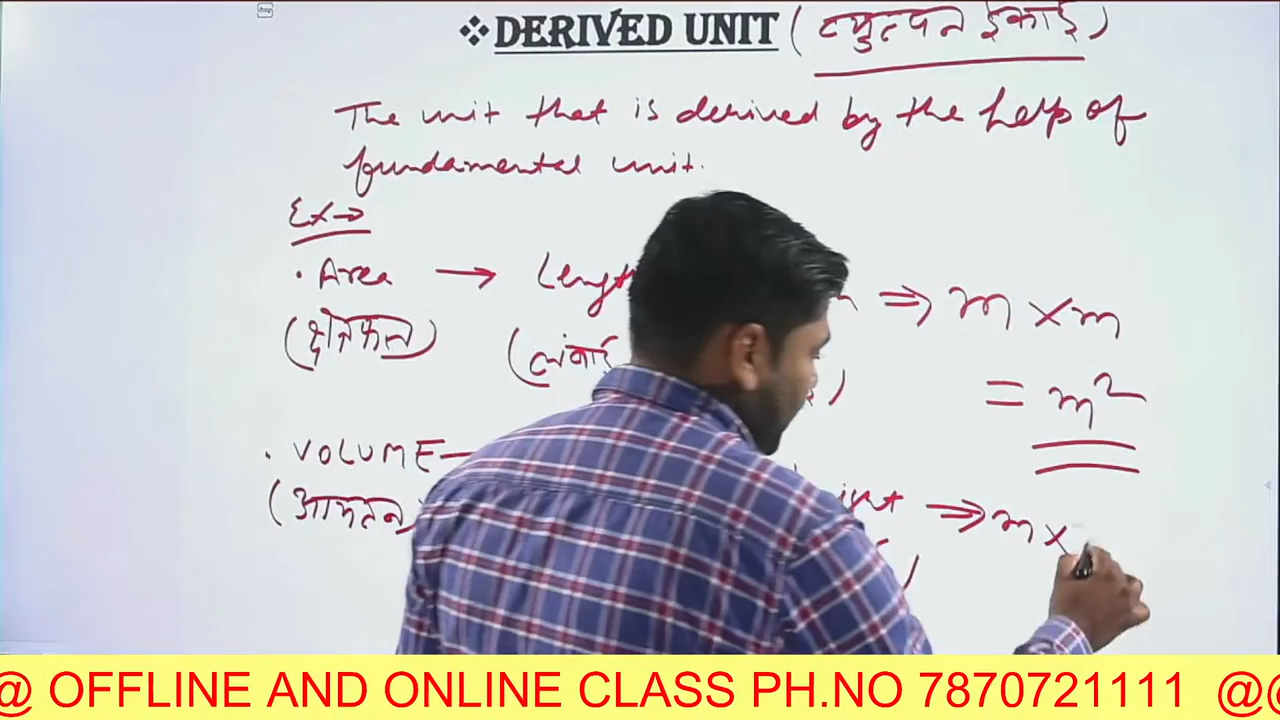 ❖DERIVED UNIT (व्युत्पन्न इकाई)
The unit that is derived by the help of
fundamental unit.
Ex→
· Area → Length ⇒ m × m
(क्षेत्रफल) (लंबाई )
= m²
· VOLUME— ⇒ m ×
(आयतन) )
@ OFFLINE AND ONLINE CLASS PH.NO 7870721111 @@